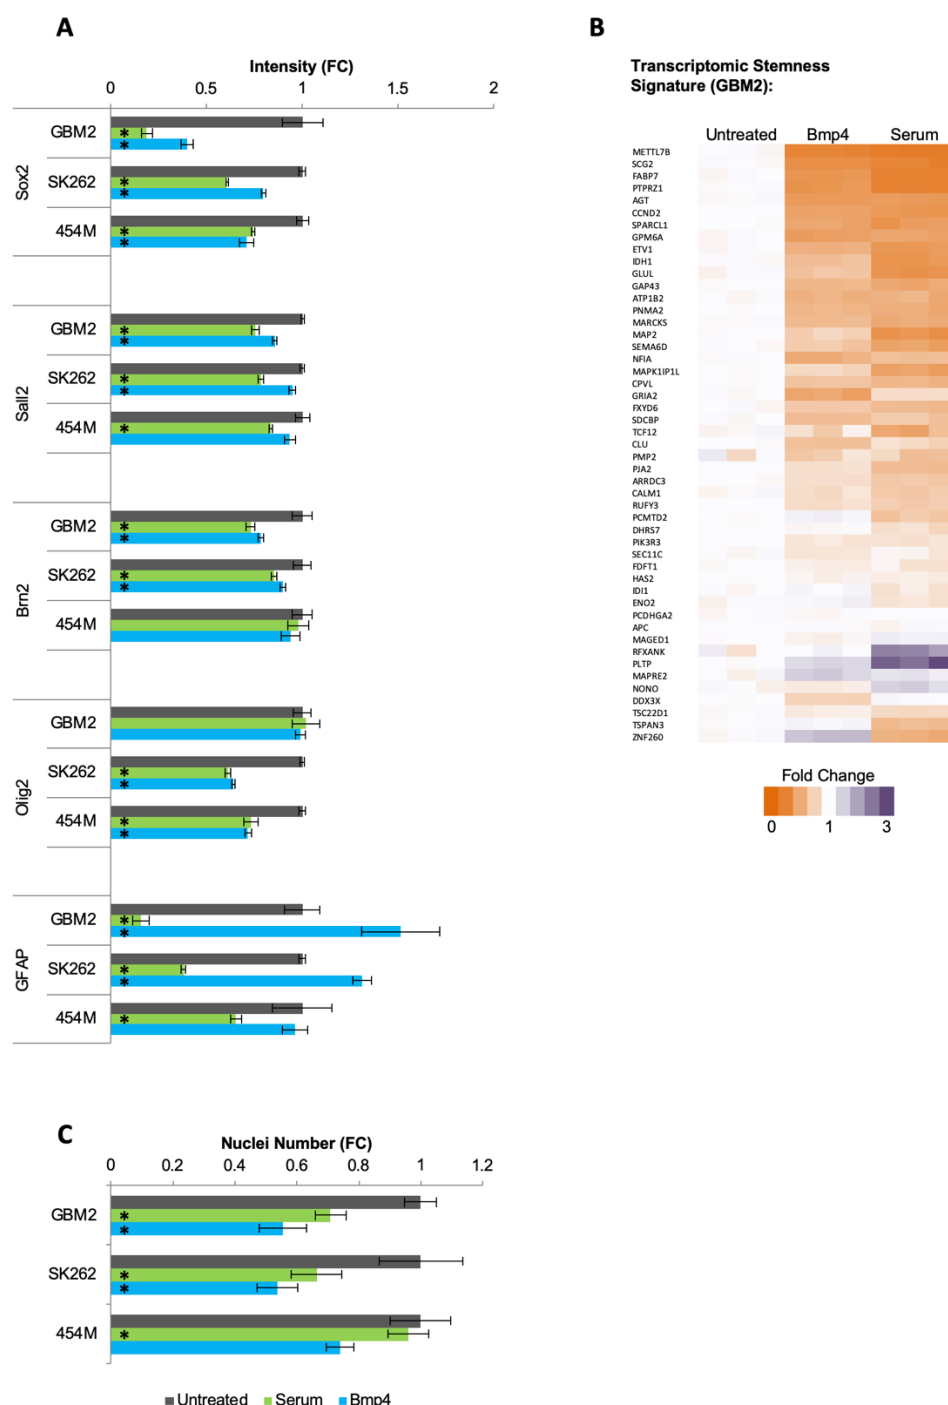 A
Intensity (FC)
0 0.5 1 1.5 2
Sox2
GBM2
*
*
SK262
*
*
454M
*
*
Sall2
GBM2
*
*
SK262
*
*
454M
*
Brn2
GBM2
*
*
SK262
*
*
454M
Olig2
GBM2
SK262
*
*
454M
*
*
GFAP
GBM2
*
*
SK262
*
*
454M
*
B
Transcriptomic Stemness
Signature (GBM2):
Untreated Bmp4 Serum
METTL7B
SCG2
FABP7
PTPRZ1
AGT
CCND2
SPARCL1
GPM6A
ETV1
IDH1
GLUL
GAP43
ATP1B2
PNMA2
MARCKS
MAP2
SEMA6D
NFIA
MAPK1IP1L
CPVL
GRIA2
FXYD6
SDCBP
TCF12
CLU
PMP2
PJA2
ARRDC3
CALM1
RUFY3
PCMTD2
DHRS7
PIK3R3
SEC11C
FDFT1
HAS2
IDI1
ENO2
PCDHGA2
APC
MAGED1
RFXANK
PLTP
MAPRE2
NONO
DDX3X
TSC22D1
TSPAN3
ZNF260
Fold Change
0 1 3
C
Nuclei Number (FC)
0 0.2 0.4 0.6 0.8 1 1.2
GBM2
*
*
SK262
*
*
454M
*
Untreated Serum Bmp4